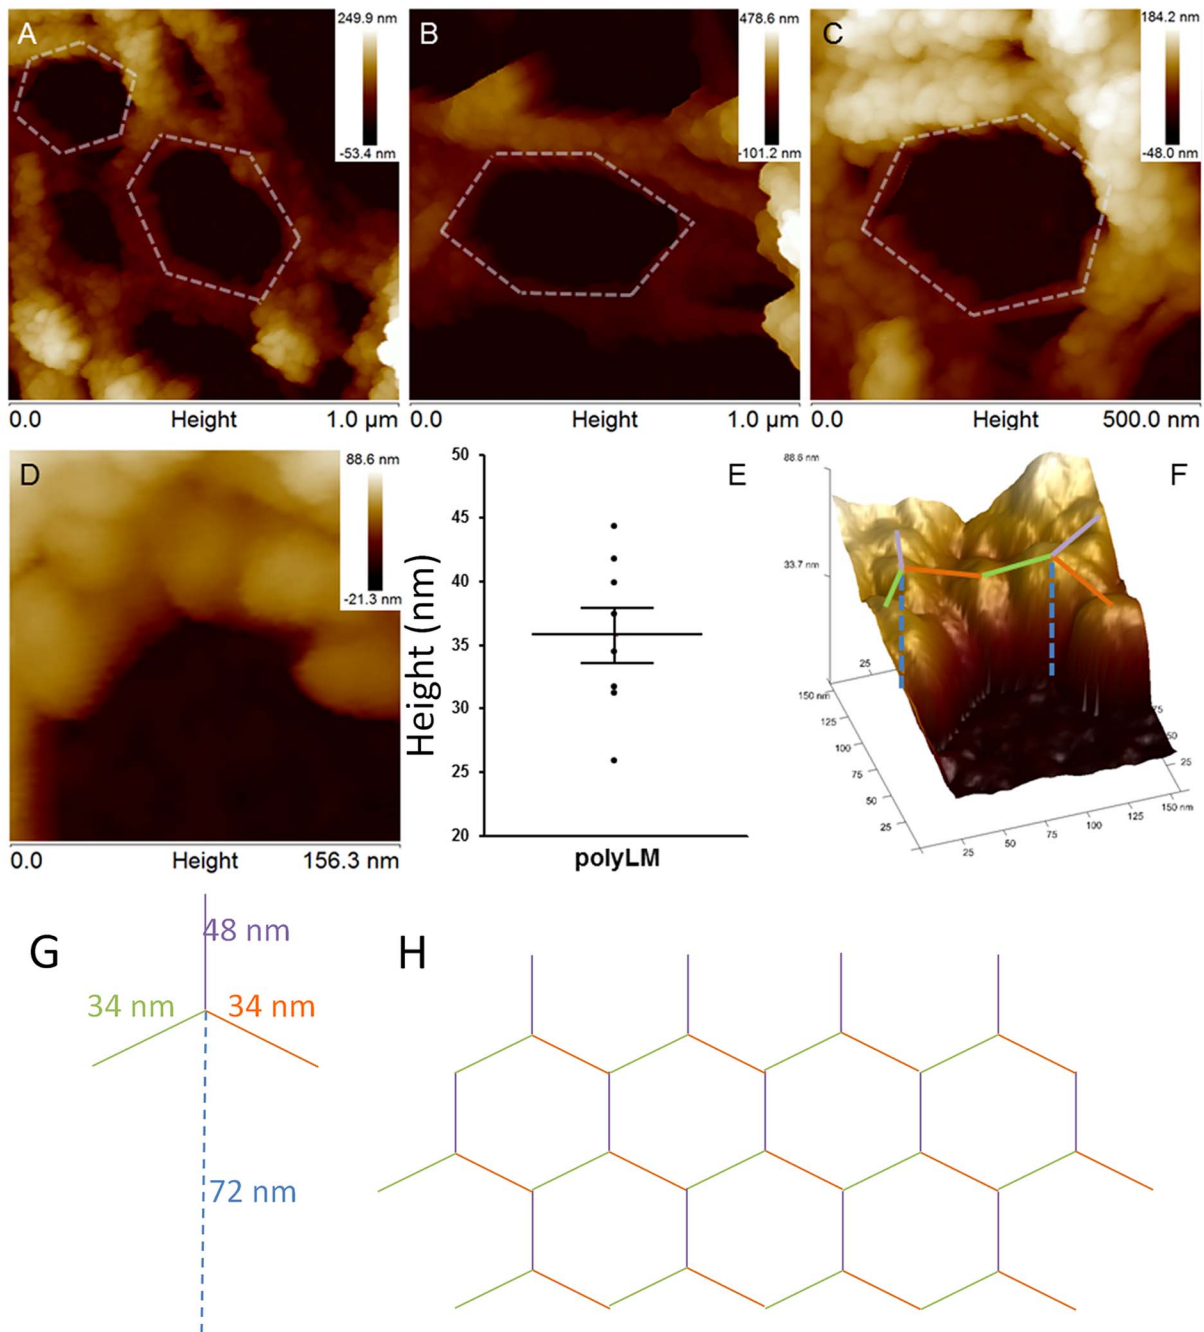 A
249.9 nm
-53.4 nm
0.0 Height 1.0 µm
B
478.6 nm
-101.2 nm
0.0 Height 1.0 µm
C
184.2 nm
-48.0 nm
0.0 Height 500.0 nm
D
88.6 nm
-21.3 nm
0.0 Height 156.3 nm
E
Height (nm)
50
45
40
35
30
25
20
polyLM
F
88.6 nm
33.7 nm
25
150 nm
125
100
75
50
25
25
50
75
100
125
150 nm
25
50
75
G
48 nm
34 nm
34 nm
72 nm
H